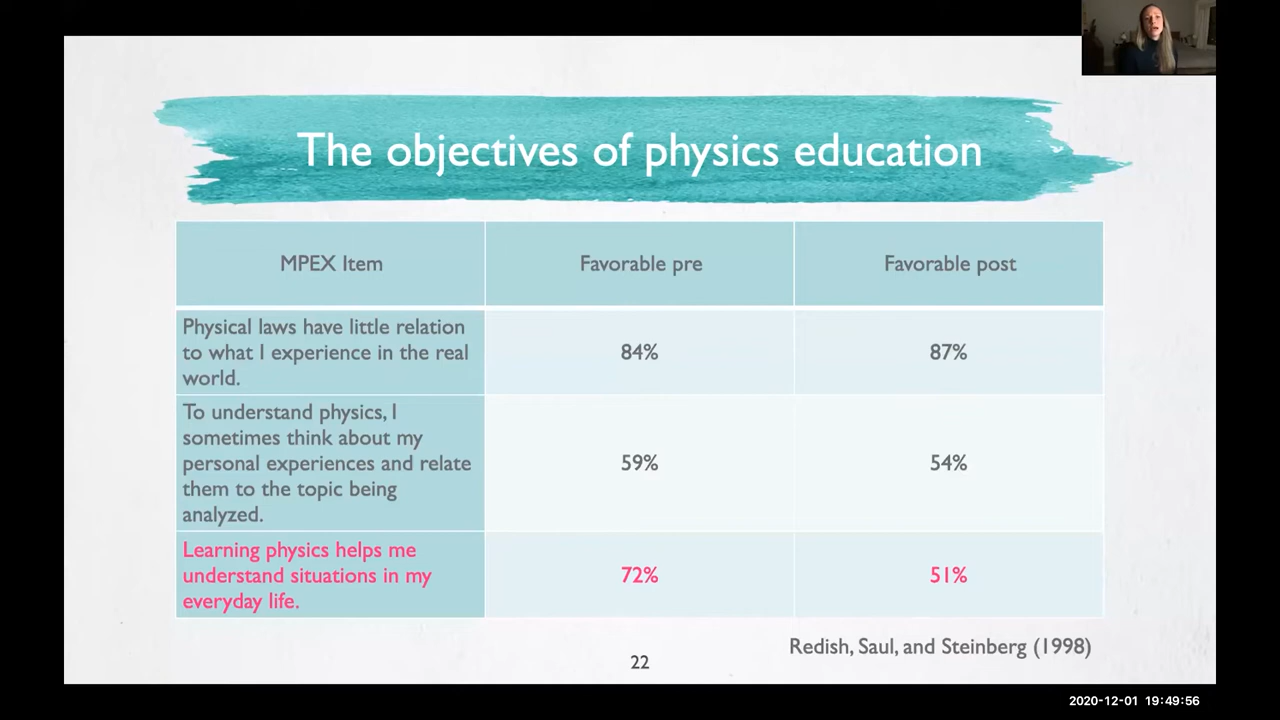 The objectives of physics education
MPEX Item
Favorable pre
Favorable post
Physical laws have little relation
to what I experience in the real
world.
84%
87%
To understand physics, I
sometimes think about my
personal experiences and relate
them to the topic being
analyzed.
59%
54%
Learning physics helps me
understand situations in my
everyday life.
72%
51%
Redish, Saul, and Steinberg (1998)
22
2020-12-01 19:49:56